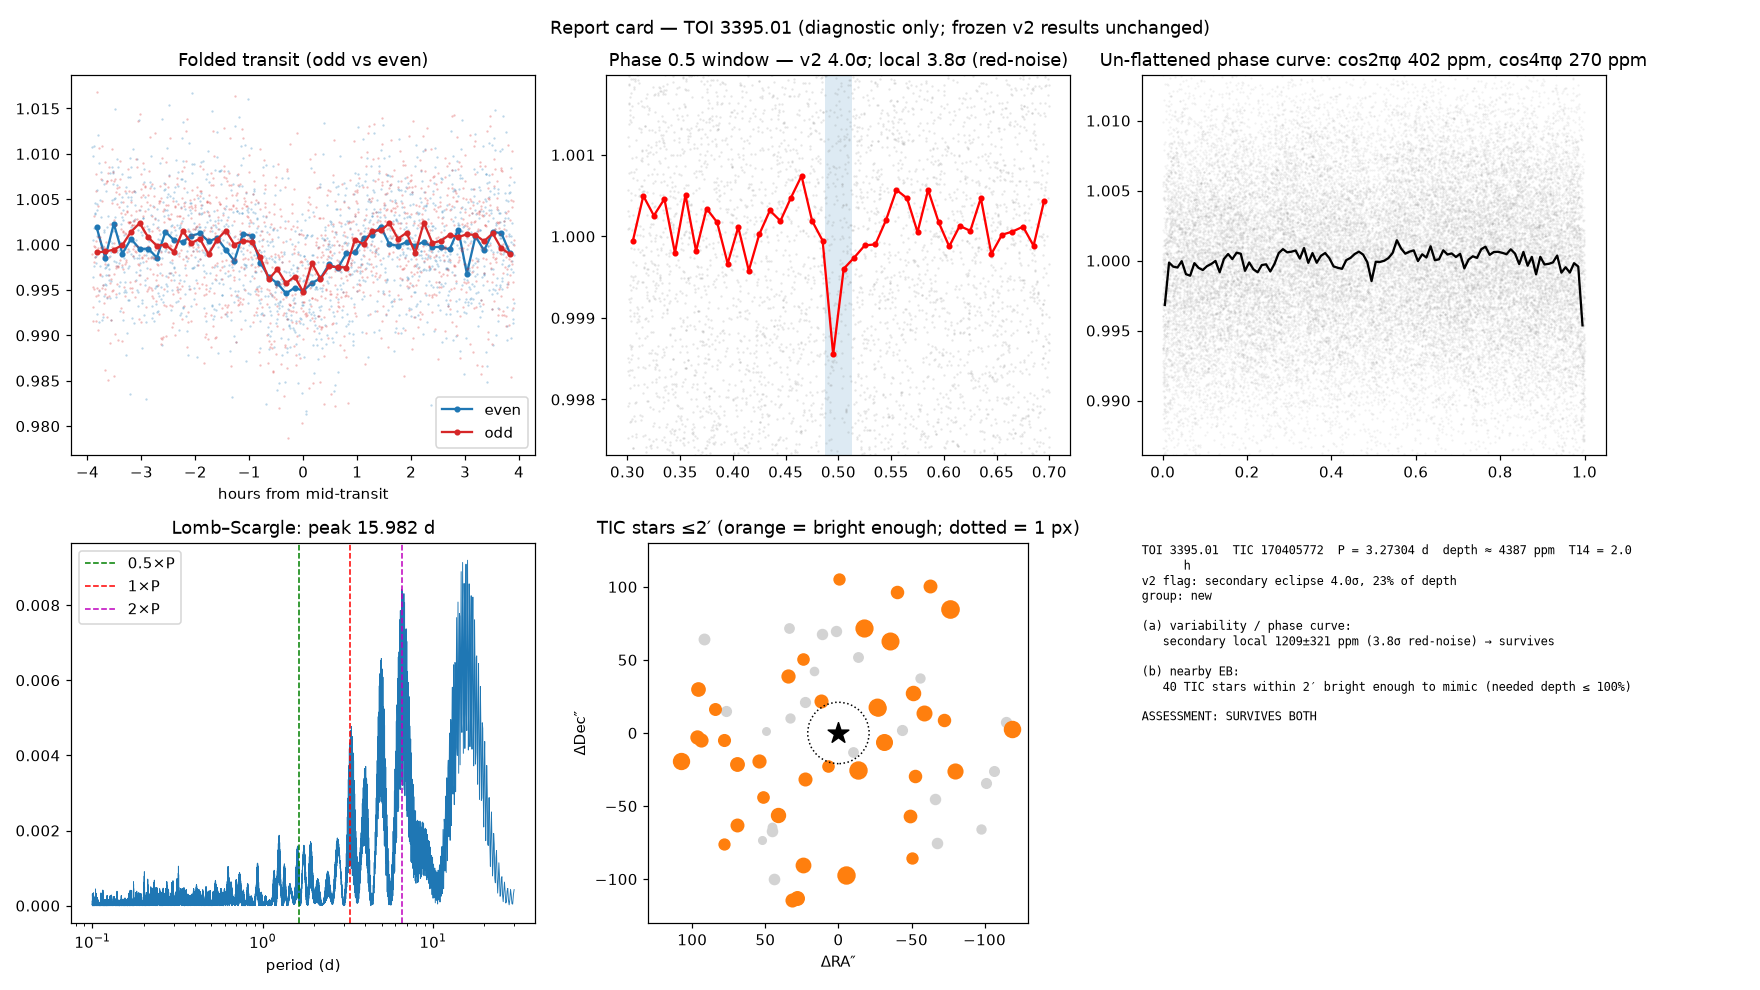 Report card — TOI 3395.01 (diagnostic only; frozen v2 results unchanged)
Folded transit (odd vs even)
1.015
1.010
1.005
1.000
0.995
0.990
0.985
0.980
even
odd
−4 −3 −2 −1 0 1 2 3 4
hours from mid-transit
Phase 0.5 window — v2 4.0σ; local 3.8σ (red-noise)
1.001
1.000
0.999
0.998
0.30 0.35 0.40 0.45 0.50 0.55 0.60 0.65 0.70
Un-flattened phase curve: cos2πφ 402 ppm, cos4πφ 270 ppm
1.010
1.005
1.000
0.995
0.990
0.0 0.2 0.4 0.6 0.8 1.0
Lomb–Scargle: peak 15.982 d
0.5×P
1×P
2×P
0.008
0.006
0.004
0.002
0.000
10⁻¹ 10⁰ 10¹
period (d)
TIC stars ≤2′ (orange = bright enough; dotted = 1 px)
ΔDec″
100
50
0
−50
−100
100 50 0 −50 −100
ΔRA″
TOI 3395.01  TIC 170405772  P = 3.27304 d  depth ≈ 4387 ppm  T14 = 2.0
h
v2 flag: secondary eclipse 4.0σ, 23% of depth
group: new
(a) variability / phase curve:
secondary local 1209±321 ppm (3.8σ red-noise) → survives
(b) nearby EB:
40 TIC stars within 2′ bright enough to mimic (needed depth ≤ 100%)
ASSESSMENT: SURVIVES BOTH